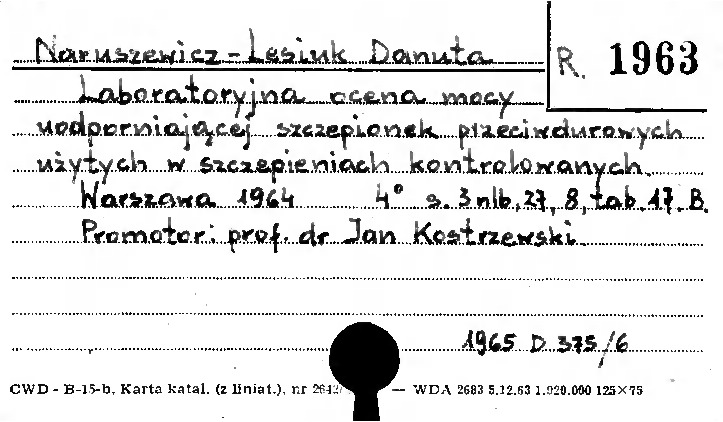 Naruszewicz-Lesiuk Danuta
R. 1963
Laboratoryjna ocena mocy
uodporniającej szczepionek przeciwdurowych
użytych w szczepieniach kontrolowanych.
Warszawa 1964 4° s. 3 nlb, 27, 8, tab. 17. B.
Promotor: prof. dr Jan Kostrzewski.
1965 D 375/6
CWD - B-15-b, Karta katal. (z liniat.), nr 2642/ — WDA 2683 5.12.63 1.920.000 125×75